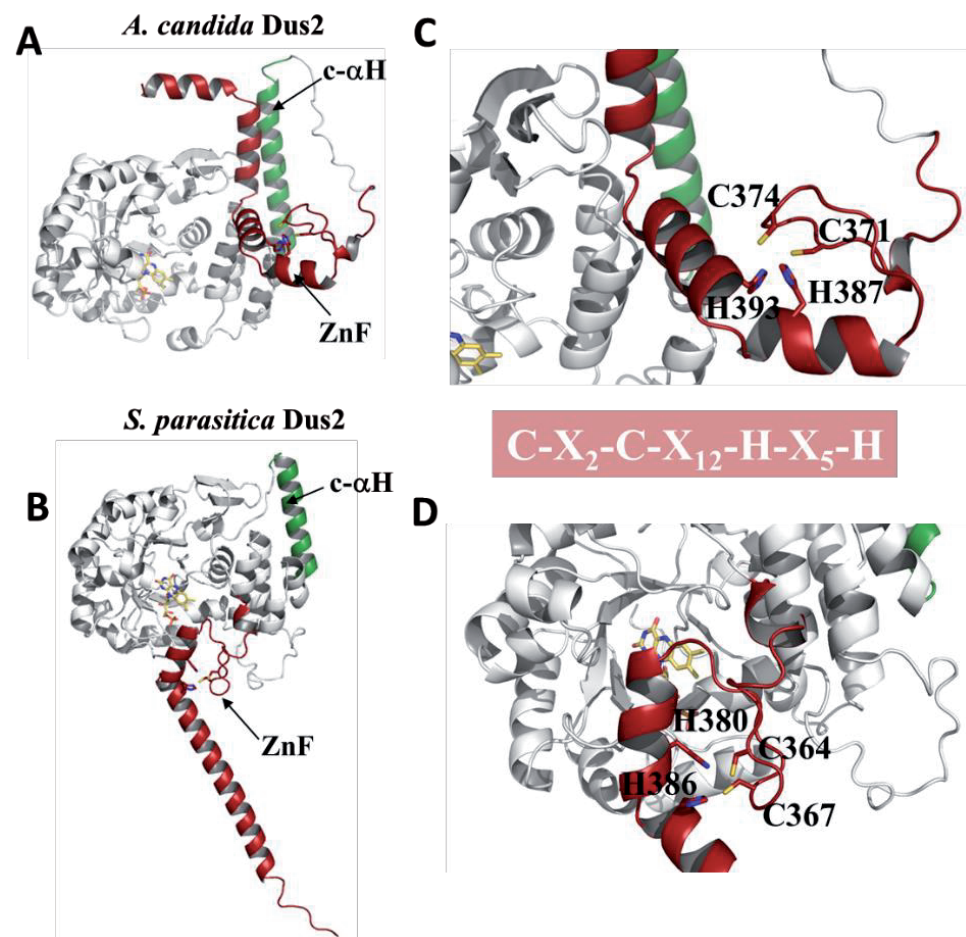 A
A. candida Dus2
c-αH
ZnF
C
C374
C371
H393
H387
S. parasitica Dus2
C-X2-C-X12-H-X5-H
B
c-αH
ZnF
D
H380
C364
H386
C367